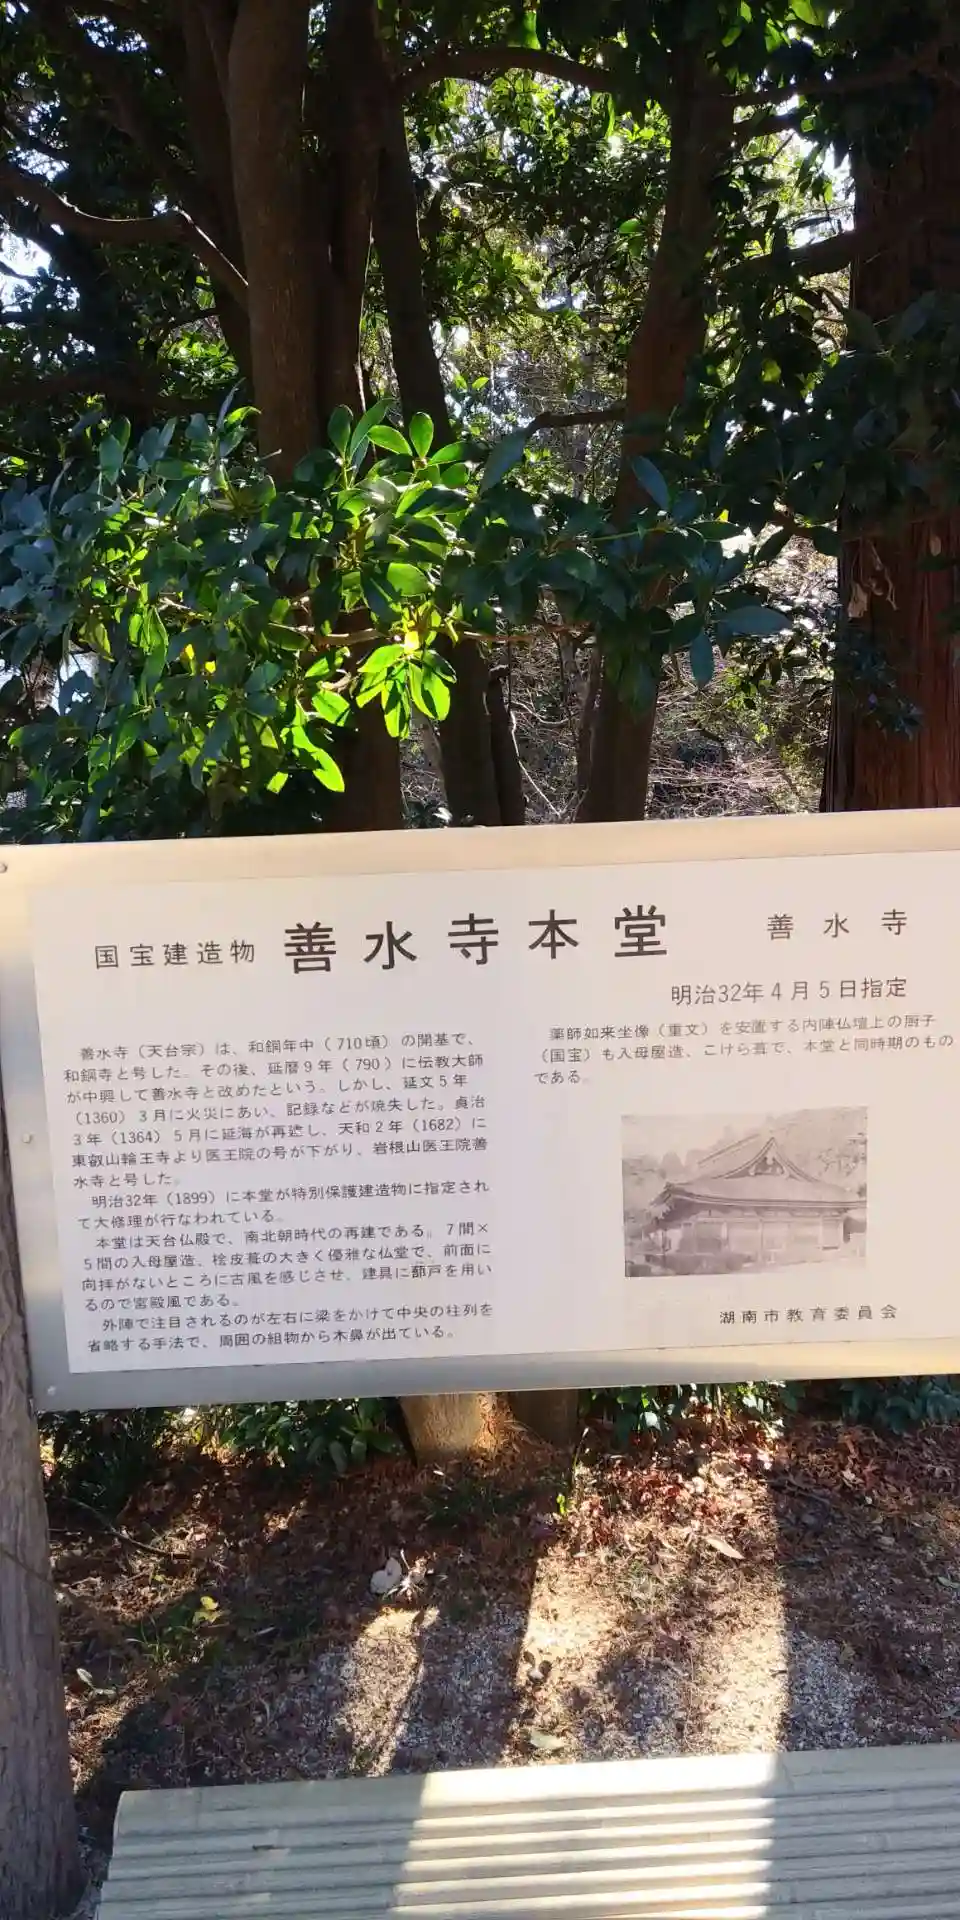 国宝建造物 善水寺本堂 善水寺
明治32年4月5日指定
善水寺（天台宗）は、和銅年中（710頃）の開基で、
和銅寺と号した。その後、延暦9年（790）に伝教大師
が中興して善水寺と改めたという。しかし、延文5年
（1360）3月に火災にあい、記録などが焼失した。貞治
3年（1364）5月に延海が再造し、天和2年（1682）に
東叡山輪王寺より医王院の号が下がり、岩根山医王院善
水寺と号した。
明治32年（1899）に本堂が特別保護建造物に指定され
て大修理が行なわれている。
本堂は天台仏殿で、南北朝時代の再建である。7間×
5間の入母屋造、桧皮葺の大きく優雅な仏堂で、前面に
向拝がないところに古風を感じさせ、建具に蔀戸を用い
るので宮殿風である。
外陣で注目されるのが左右に梁をかけて中央の柱列を
省略する手法で、周囲の組物から木鼻が出ている。
薬師如来坐像（重文）を安置する内陣仏壇上の厨子
（国宝）も入母屋造、こけら葺で、本堂と同時期のもの
である。
湖南市教育委員会